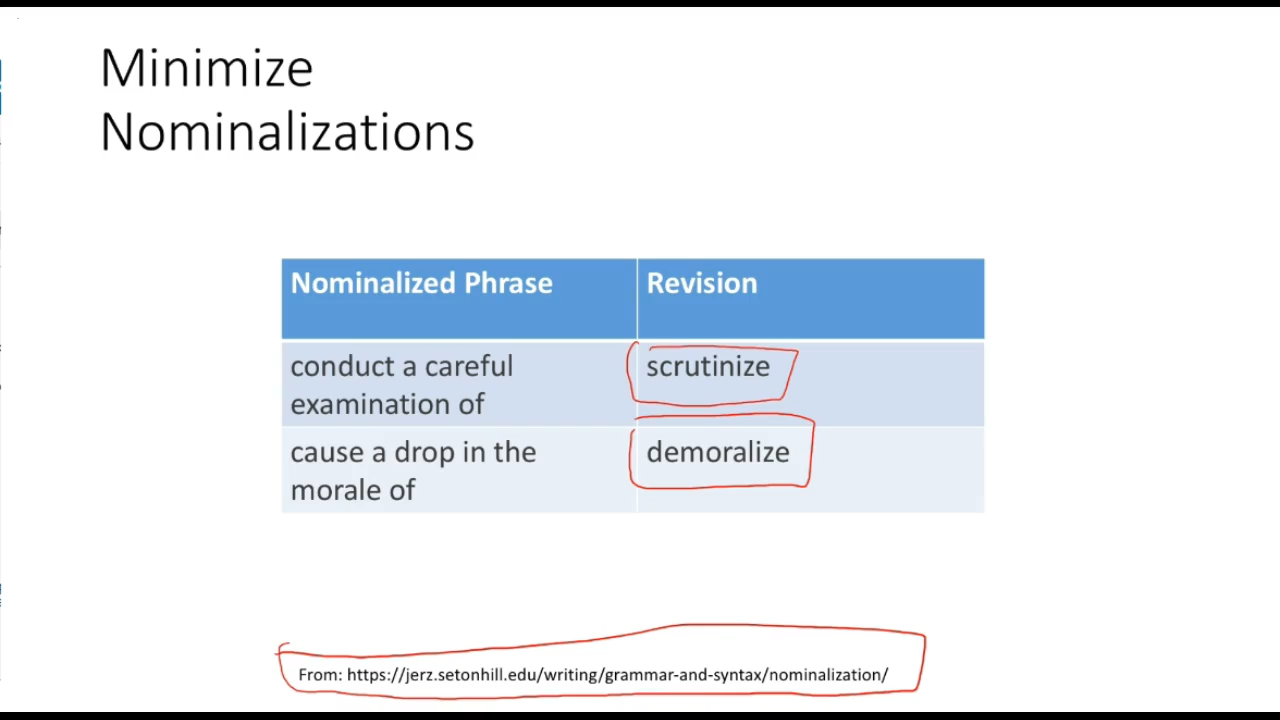 Minimize
Nominalizations
Nominalized Phrase
Revision
conduct a careful
examination of
scrutinize
cause a drop in the
morale of
demoralize
From: https://jerz.setonhill.edu/writing/grammar-and-syntax/nominalization/